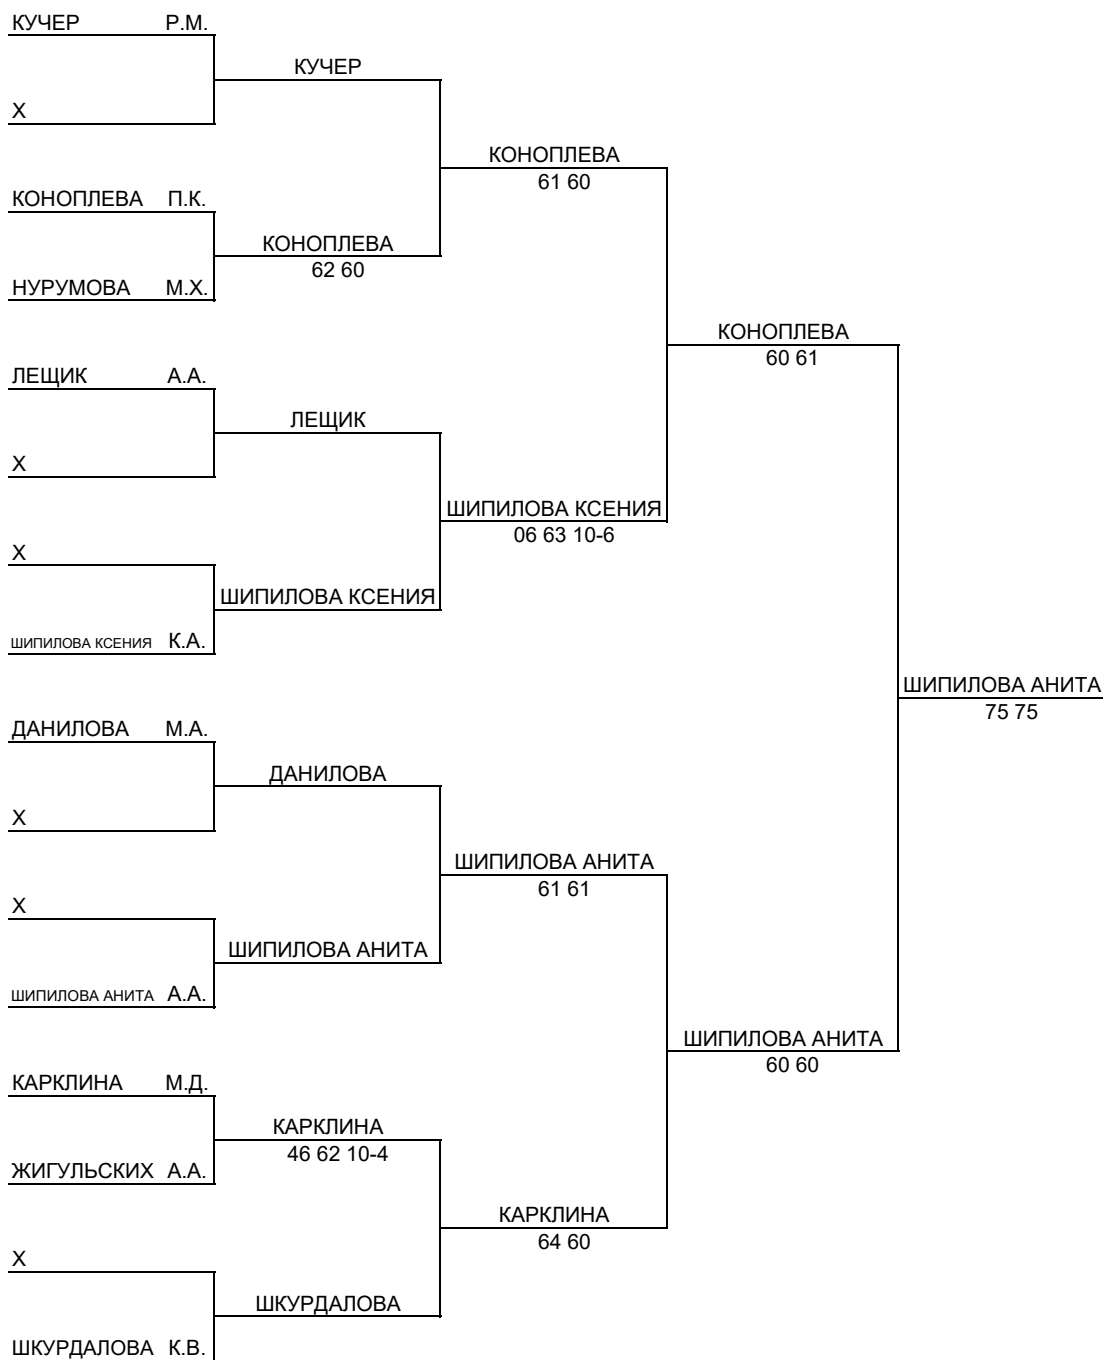 КУЧЕР Р.М.
КУЧЕР
Х
КОНОПЛЕВА
61 60
КОНОПЛЕВА П.К.
КОНОПЛЕВА
62 60
НУРУМОВА М.Х.
КОНОПЛЕВА
60 61
ЛЕЩИК А.А.
ЛЕЩИК
Х
ШИПИЛОВА КСЕНИЯ
06 63 10-6
Х
ШИПИЛОВА КСЕНИЯ
ШИПИЛОВА КСЕНИЯ К.А.
ШИПИЛОВА АНИТА
75 75
ДАНИЛОВА М.А.
ДАНИЛОВА
Х
ШИПИЛОВА АНИТА
61 61
Х
ШИПИЛОВА АНИТА
ШИПИЛОВА АНИТА А.А.
ШИПИЛОВА АНИТА
60 60
КАРКЛИНА М.Д.
КАРКЛИНА
46 62 10-4
ЖИГУЛЬСКИХ А.А.
КАРКЛИНА
64 60
Х
ШКУРДАЛОВА
ШКУРДАЛОВА К.В.